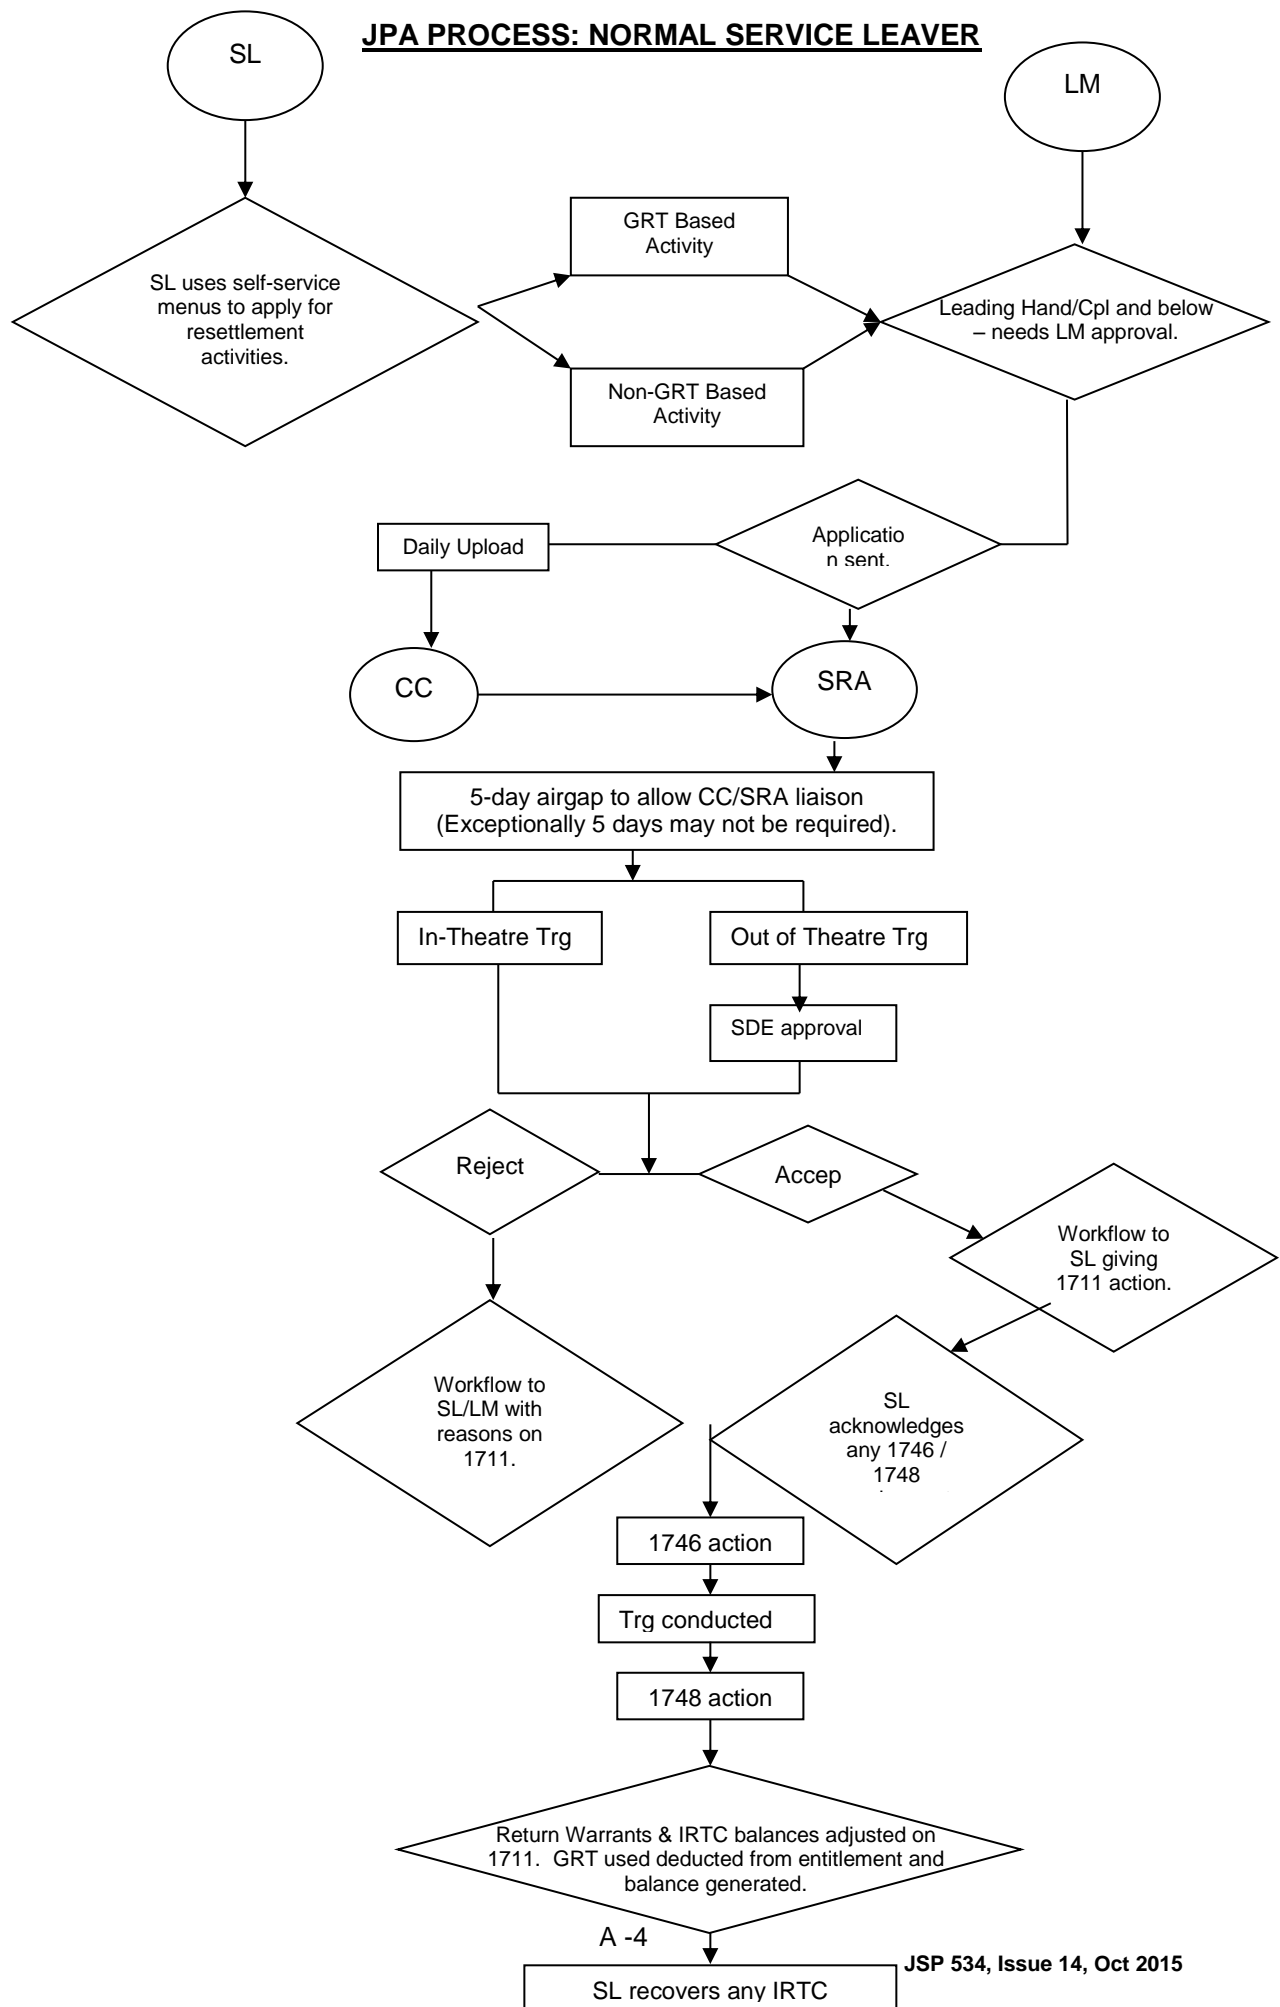 JPA PROCESS: NORMAL SERVICE LEAVER
SL
LM
GRT Based
Activity
SL uses self-service
menus to apply for
resettlement
activities.
Leading Hand/Cpl and below
– needs LM approval.
Non-GRT Based
Activity
Applicatio
n sent.
Daily Upload
CC
SRA
5-day airgap to allow CC/SRA liaison
(Exceptionally 5 days may not be required).
In-Theatre Trg
Out of Theatre Trg
SDE approval
Reject
Accep
Workflow to
SL giving
1711 action.
Workflow to
SL/LM with
reasons on
1711.
SL
acknowledges
any 1746 /
1748
1746 action
Trg conducted
1748 action
Return Warrants & IRTC balances adjusted on
1711.  GRT used deducted from entitlement and
balance generated.
A -4
JSP 534, Issue 14, Oct 2015
SL recovers any IRTC